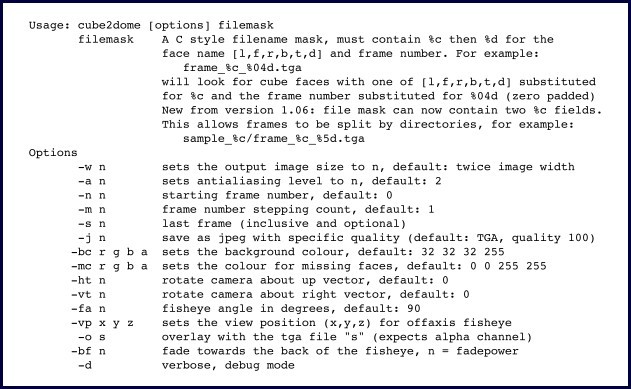 Usage: cube2dome [options] filemask
filemask A C style filename mask, must contain %c then %d for the
face name [l,f,r,b,t,d] and frame number. For example:
frame_%c_%04d.tga
will look for cube faces with one of [l,f,r,b,t,d] substituted
for %c and the frame number substituted for %04d (zero padded)
New from version 1.06: file mask can now contain two %c fields.
This allows frames to be split by directories, for example:
sample_%c/frame_%c_%5d.tga
Options
-w n sets the output image size to n, default: twice image width
-a n sets antialiasing level to n, default: 2
-n n starting frame number, default: 0
-m n frame number stepping count, default: 1
-s n last frame (inclusive and optional)
-j n save as jpeg with specific quality (default: TGA, quality 100)
-bc r g b a sets the background colour, default: 32 32 32 255
-mc r g b a sets the colour for missing faces, default: 0 0 255 255
-ht n rotate camera about up vector, default: 0
-vt n rotate camera about right vector, default: 0
-fa n fisheye angle in degrees, default: 90
-vp x y z sets the view position (x,y,z) for offaxis fisheye
-o s overlay with the tga file "s" (expects alpha channel)
-bf n fade towards the back of the fisheye, n = fadepower
-d verbose, debug mode